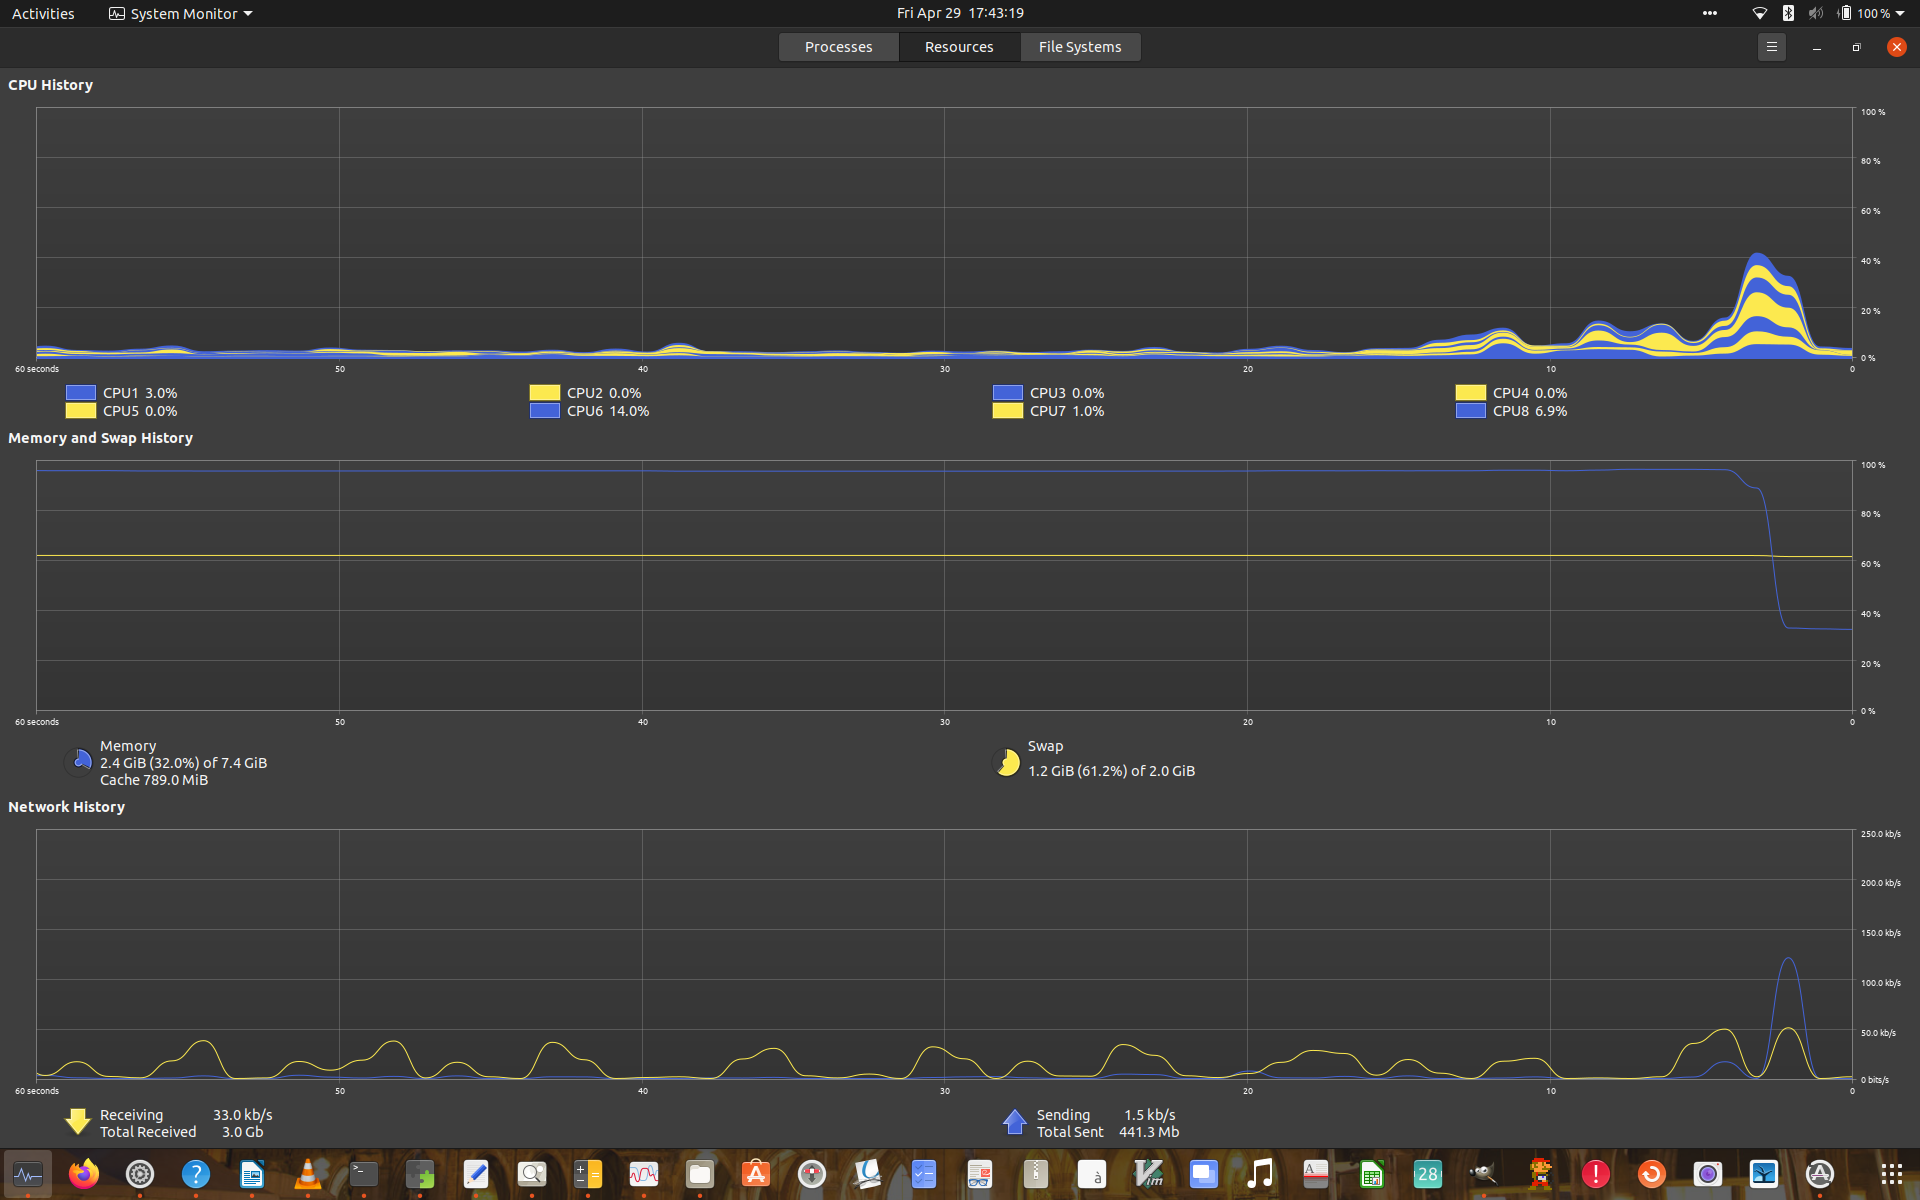 Activities System Monitor Fri Apr 29 17:43:19 100 %
Processes Resources File Systems
CPU History
100 %
80 %
60 %
40 %
20 %
0 %
60 seconds 50 40 30 20 10 0
CPU1 3.0% CPU2 0.0% CPU3 0.0% CPU4 0.0%
CPU5 0.0% CPU6 14.0% CPU7 1.0% CPU8 6.9%
Memory and Swap History
100 %
80 %
60 %
40 %
20 %
0 %
60 seconds 50 40 30 20 10 0
Memory
2.4 GiB (32.0%) of 7.4 GiB
Cache 789.0 MiB
Swap
1.2 GiB (61.2%) of 2.0 GiB
Network History
250.0 kb/s
200.0 kb/s
150.0 kb/s
100.0 kb/s
50.0 kb/s
0 bits/s
60 seconds 50 40 30 20 10 0
Receiving 33.0 kb/s
Total Received 3.0 Gb
Sending 1.5 kb/s
Total Sent 441.3 Mb
? >_ A à Vim A 28 !